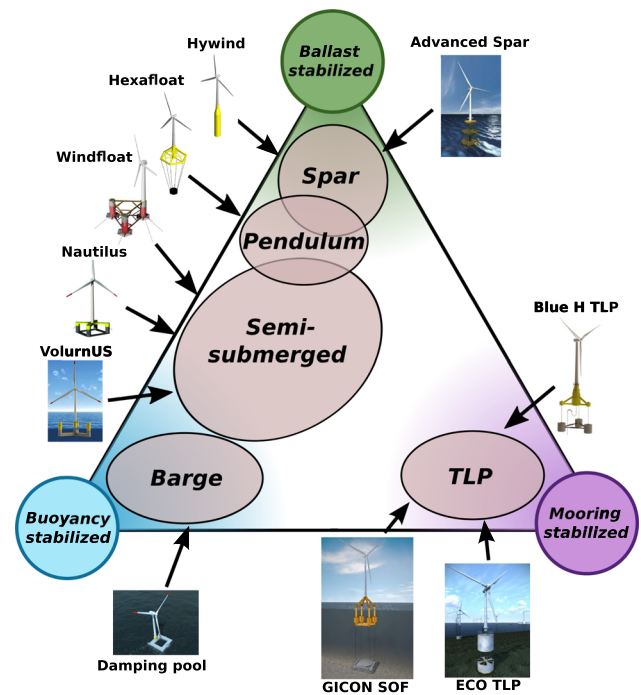 Hywind
Ballast
stabilized
Advanced Spar
Hexafloat
Windfloat
Spar
Pendulum
Nautilus
Semi-
submerged
Blue H TLP
VolurnUS
Barge
TLP
Buoyancy
stabilized
Mooring
stabilized
Damping pool
GICON SOF
ECO TLP